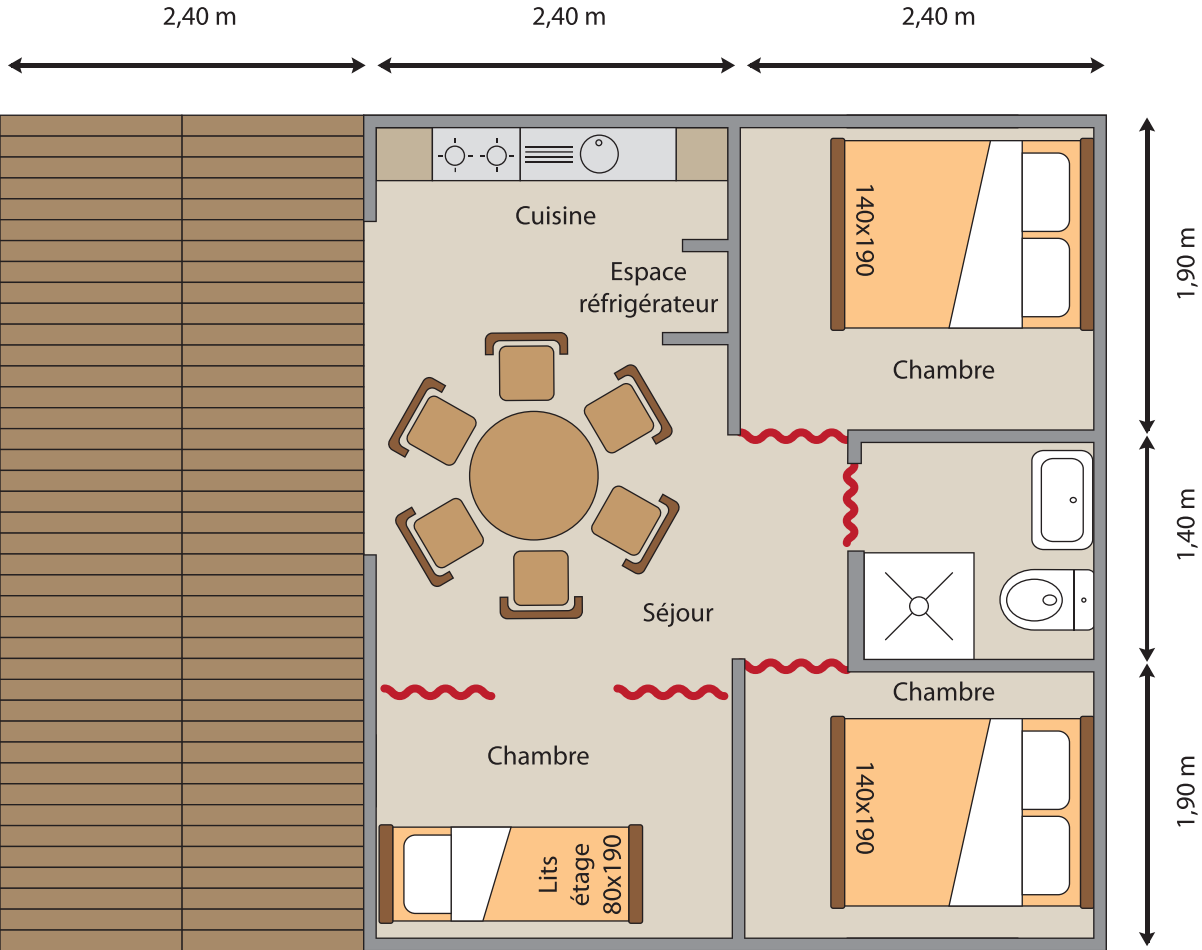 2,40 m
2,40 m
2,40 m
Cuisine
Espace
réfrigérateur
140x190
1,90 m
Chambre
1,40 m
Séjour
Chambre
Chambre
140x190
1,90 m
Lits
étage
80x190